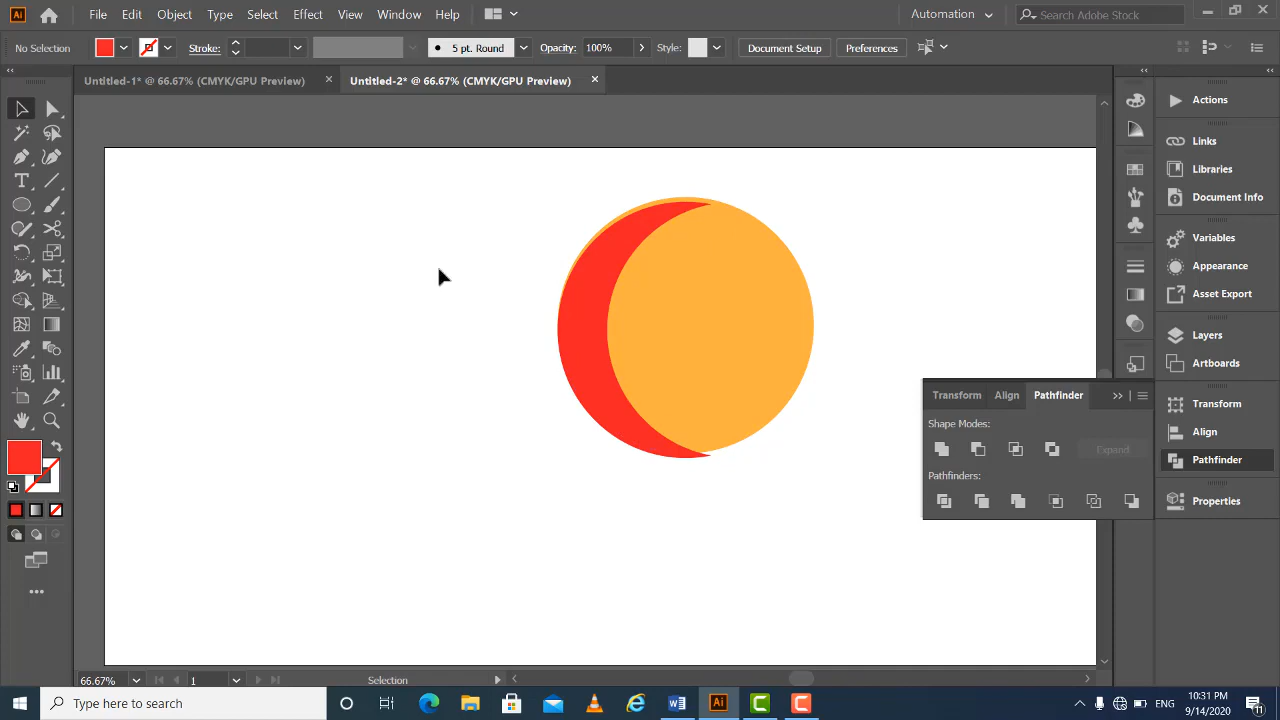 Ai File Edit Object Type Select Effect View Window Help Automation Search Adobe Stock
No Selection Stroke: 5 pt. Round Opacity: 100% Style: Document Setup Preferences
Untitled-1* @ 66.67% (CMYK/GPU Preview) Untitled-2* @ 66.67% (CMYK/GPU Preview)
Actions
Links
Libraries
Document Info
Variables
Appearance
Asset Export
Layers
Artboards
Transform
Align
Pathfinder
Properties
Transform Align Pathfinder
Shape Modes:
Expand
Pathfinders:
66.67% 1 Selection
Type here to search Ai ENG 10:31 PM
9/14/2020